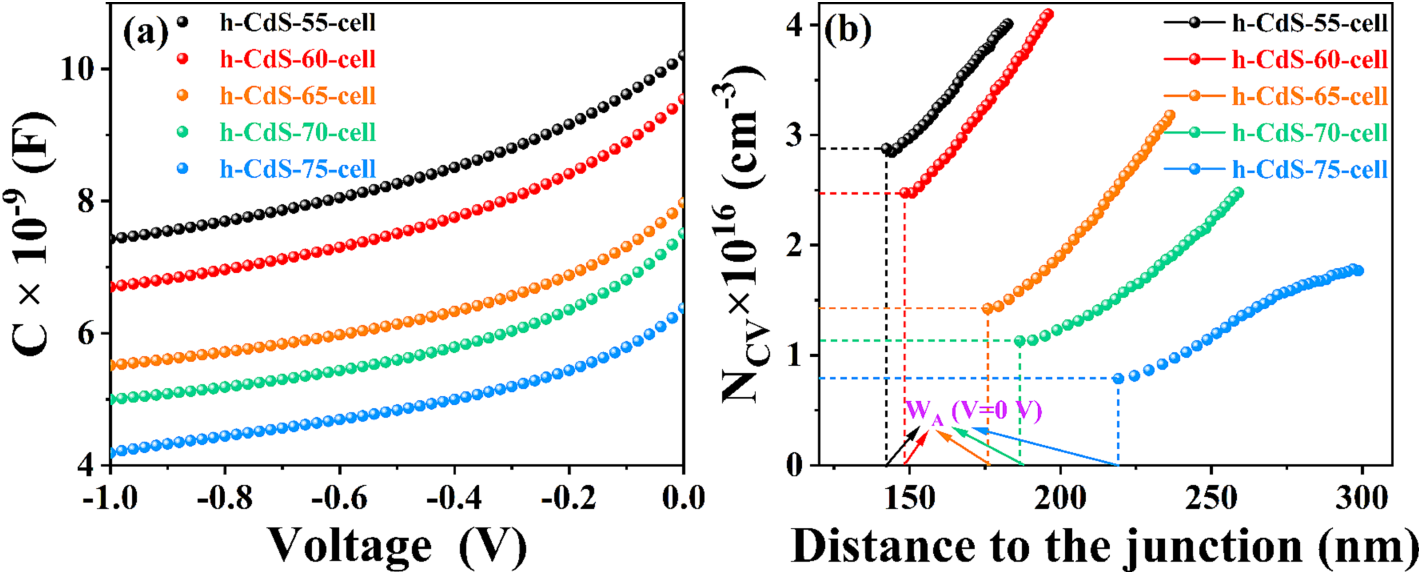 (a)
h-CdS-55-cell
h-CdS-60-cell
h-CdS-65-cell
h-CdS-70-cell
h-CdS-75-cell
C × 10⁻⁹ (F)
10
8
6
4
-1.0 -0.8 -0.6 -0.4 -0.2 0.0
Voltage (V)
(b)
h-CdS-55-cell
h-CdS-60-cell
h-CdS-65-cell
h-CdS-70-cell
h-CdS-75-cell
N_CV×10¹⁶ (cm⁻³)
4
3
2
1
0
W_A (V=0 V)
150 200 250 300
Distance to the junction (nm)